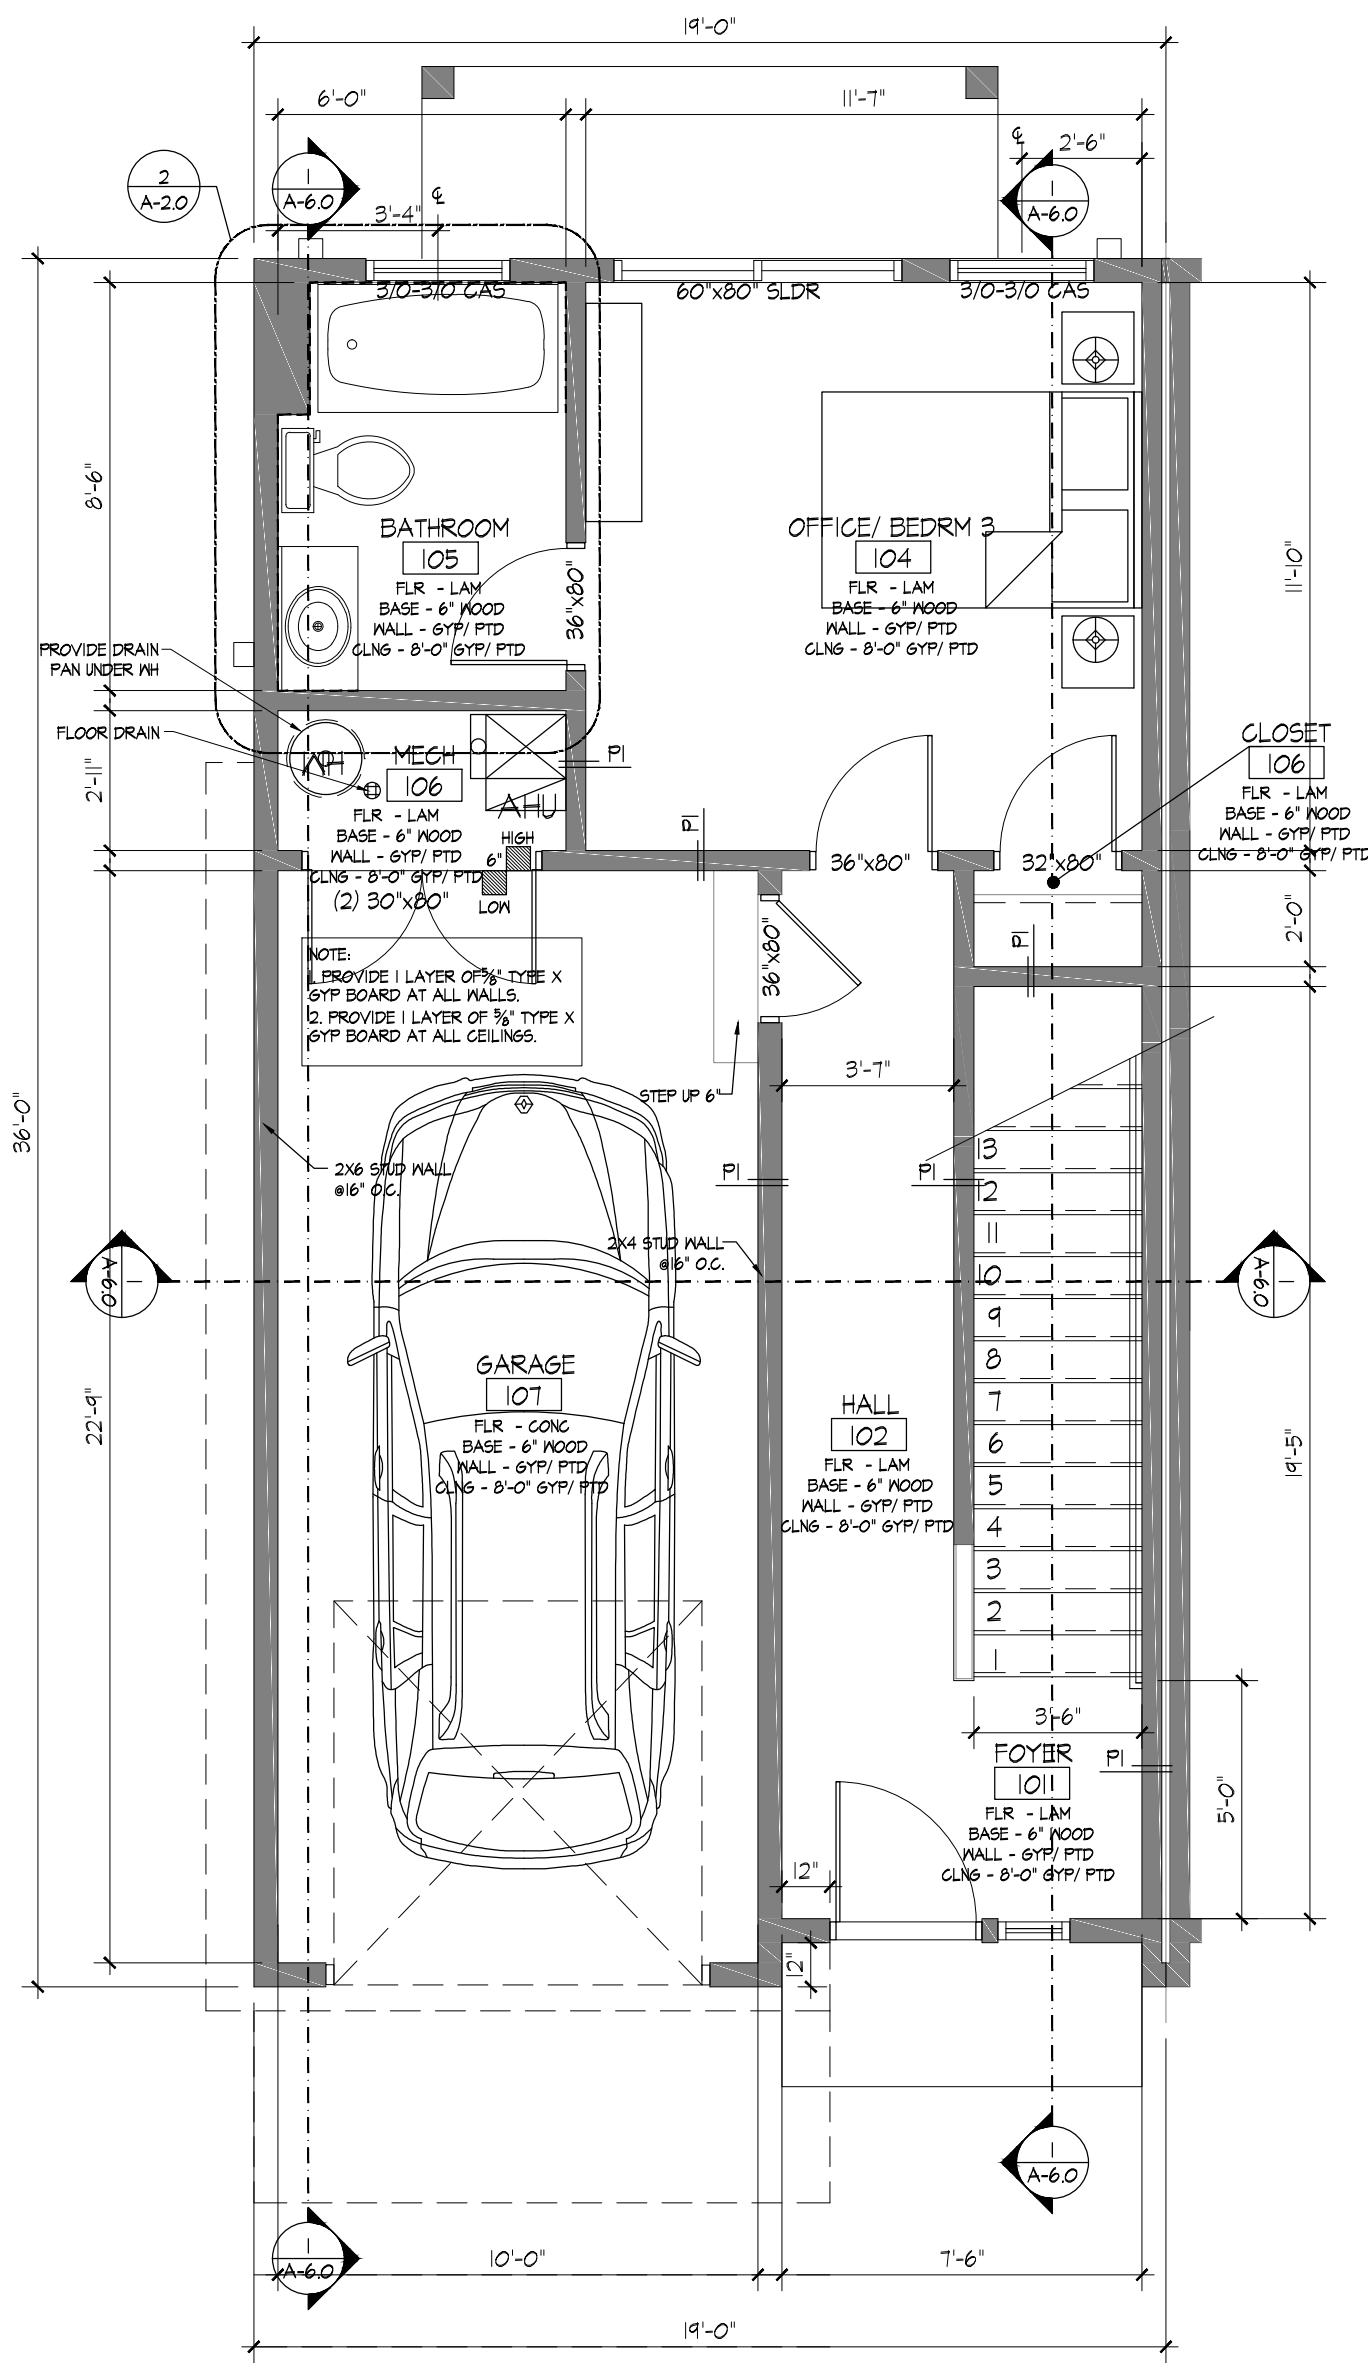 19'-0"
6'-0"
11'-7"
℄
2'-6"
2
A-2.0
1
A-6.0
1
A-6.0
3'-4"
℄
3/0-3/0 CAS
60"x80" SLDR
3/0-3/0 CAS
8'-6"
11'-10"
BATHROOM
105
FLR - LAM
BASE - 6" WOOD
WALL - GYP/ PTD
CLNG - 8'-0" GYP/ PTD
36"x80"
OFFICE/ BEDRM 3
104
FLR - LAM
BASE - 6" WOOD
WALL - GYP/ PTD
CLNG - 8'-0" GYP/ PTD
PROVIDE DRAIN
PAN UNDER WH
FLOOR DRAIN
WH
MECH
106
FLR - LAM
BASE - 6" WOOD
WALL - GYP/ PTD
CLNG - 8'-0" GYP/ PTD
(2) 30"x80"
AHU
HIGH
6"
LOW
P1
P1
2'-11"
CLOSET
106
FLR - LAM
BASE - 6" WOOD
WALL - GYP/ PTD
CLNG - 8'-0" GYP/ PTD
36"x80"
32"x80"
2'-0"
P1
36"x80"
NOTE:
1. PROVIDE 1 LAYER OF 5/8" TYPE X
GYP BOARD AT ALL WALLS.
2. PROVIDE 1 LAYER OF 5/8" TYPE X
GYP BOARD AT ALL CEILINGS.
STEP UP 6"
3'-7"
36'-0"
2X6 STUD WALL
@16" O.C.
P1
P1
2X4 STUD WALL
@16" O.C.
1
A-6.0
1
A-6.0
13
12
11
10
9
8
7
6
5
4
3
2
1
22'-9"
GARAGE
107
FLR - CONC
BASE - 6" WOOD
WALL - GYP/ PTD
CLNG - 8'-0" GYP/ PTD
HALL
102
FLR - LAM
BASE - 6" WOOD
WALL - GYP/ PTD
CLNG - 8'-0" GYP/ PTD
19'-5"
3'-6"
FOYER
101
FLR - LAM
BASE - 6" WOOD
WALL - GYP/ PTD
CLNG - 8'-0" GYP/ PTD
P1
5'-0"
12"
12"
1
A-6.0
1
A-6.0
10'-0"
7'-6"
19'-0"